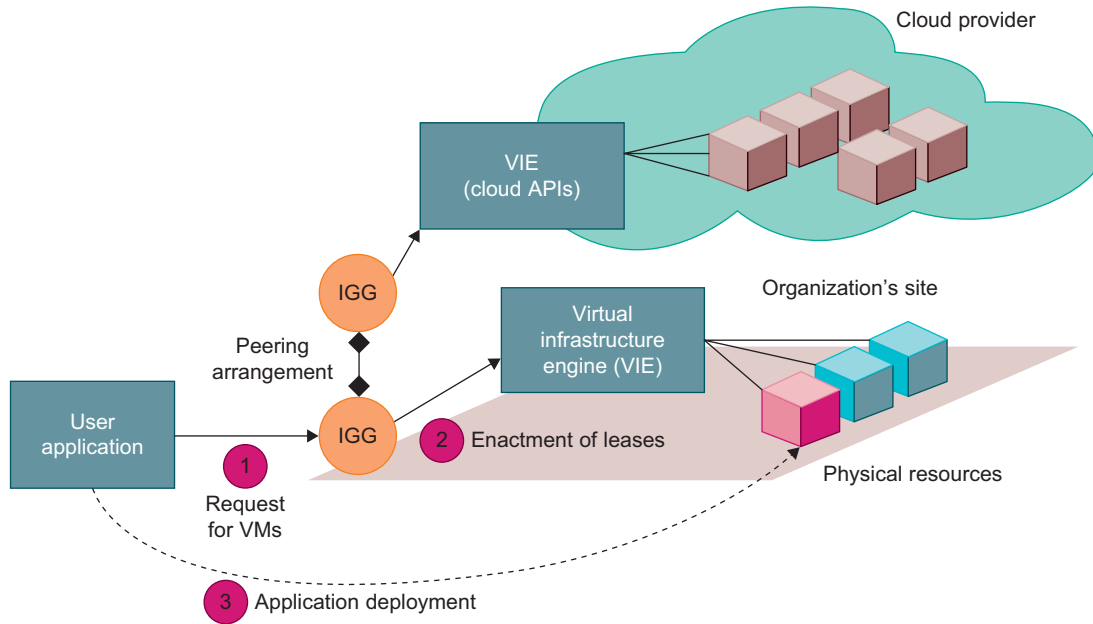 Cloud provider
VIE
(cloud APIs)
IGG
Organization’s site
Virtual
infrastructure
engine (VIE)
Peering
arrangement
User
application
IGG
2 Enactment of leases
1
Request
for VMs
Physical resources
3 Application deployment